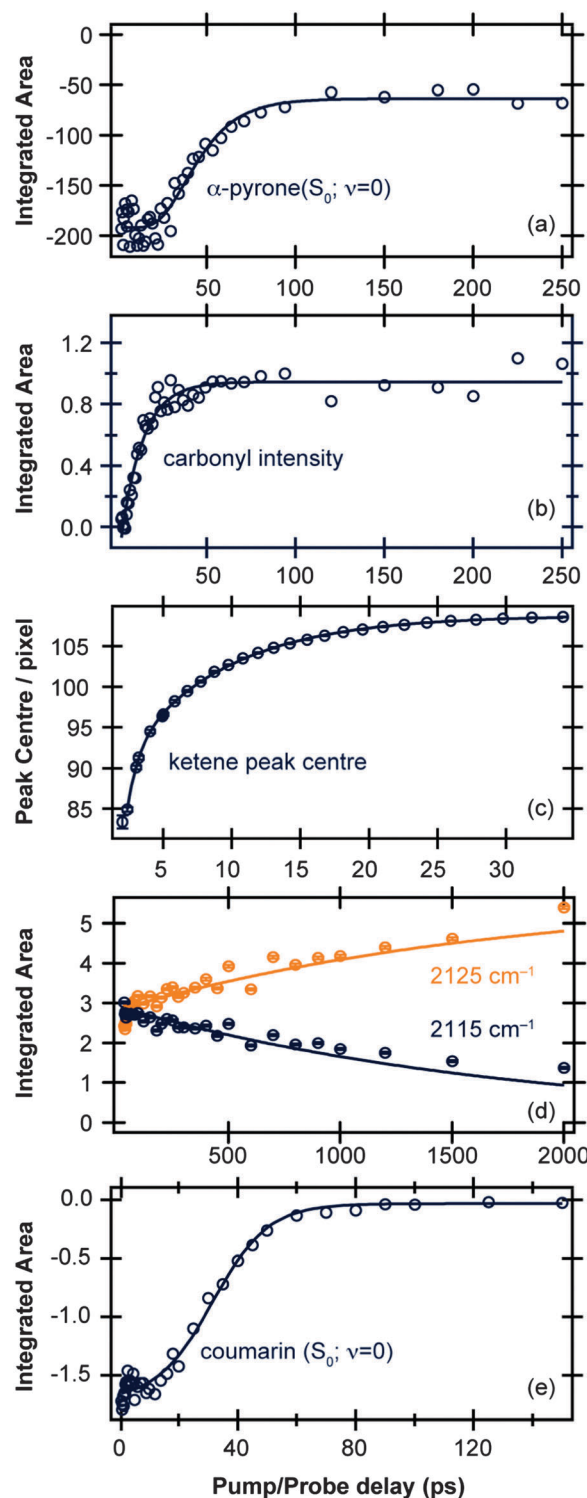 0
-50
-100
-150
-200
Integrated Area
α-pyrone(S0; ν=0)
(a)
50 100 150 200 250
1.2
0.8
0.4
0.0
Integrated Area
carbonyl intensity
(b)
50 100 150 200 250
105
100
95
90
85
Peak Centre / pixel
ketene peak centre
(c)
5 10 15 20 25 30
5
4
3
2
1
0
Integrated Area
2125 cm⁻¹
2115 cm⁻¹
(d)
500 1000 1500 2000
0.0
-0.5
-1.0
-1.5
Integrated Area
coumarin (S0; ν=0)
(e)
0 40 80 120
Pump/Probe delay (ps)